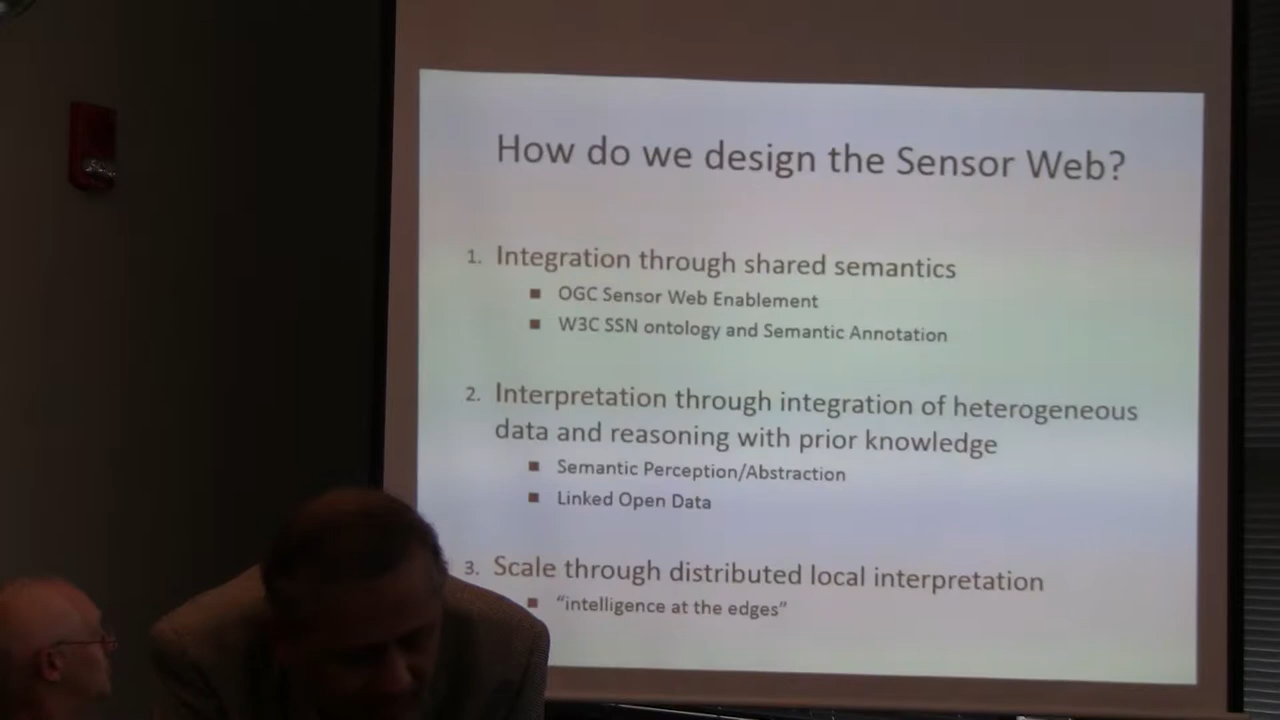 How do we design the Sensor Web?
1. Integration through shared semantics
■ OGC Sensor Web Enablement
■ W3C SSN ontology and Semantic Annotation
2. Interpretation through integration of heterogeneous
data and reasoning with prior knowledge
■ Semantic Perception/Abstraction
■ Linked Open Data
3. Scale through distributed local interpretation
■ “intelligence at the edges”